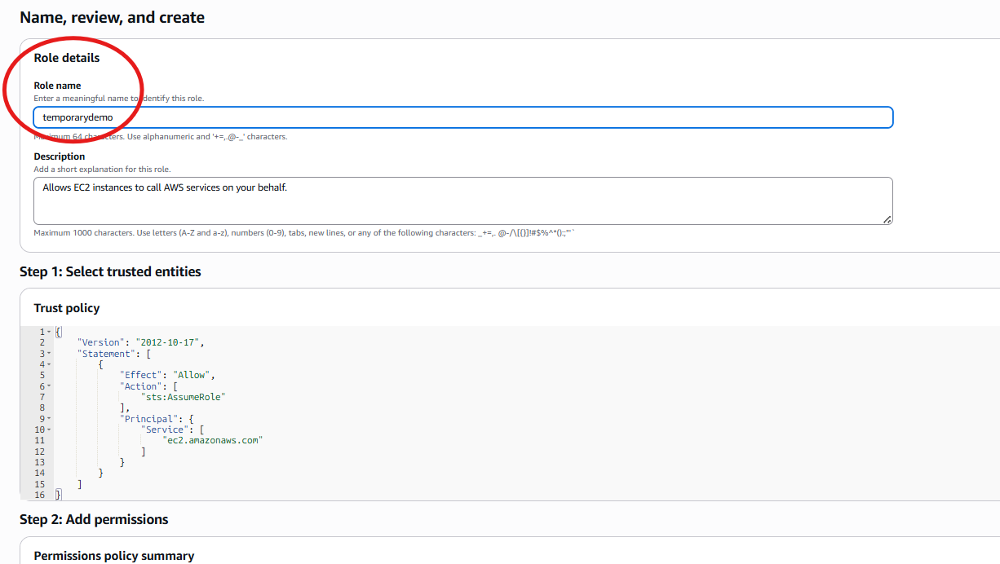 Name, review, and create
Role details
Role name
Enter a meaningful name to identify this role.
temporarydemo
Maximum 64 characters. Use alphanumeric and '+=,.@-_' characters.
Description
Add a short explanation for this role.
Allows EC2 instances to call AWS services on your behalf.
Maximum 1000 characters. Use letters (A-Z and a-z), numbers (0-9), tabs, new lines, or any of the following characters: _+=,. @-/\[{}]!#$%^*();:"'`
Step 1: Select trusted entities
Trust policy
1 {
2 "Version": "2012-10-17",
3 "Statement": [
4 {
5 "Effect": "Allow",
6 "Action": [
7 "sts:AssumeRole"
8 ],
9 "Principal": {
10 "Service": [
11 "ec2.amazonaws.com"
12 ]
13 }
14 }
15 ]
16 }
Step 2: Add permissions
Permissions policy summary